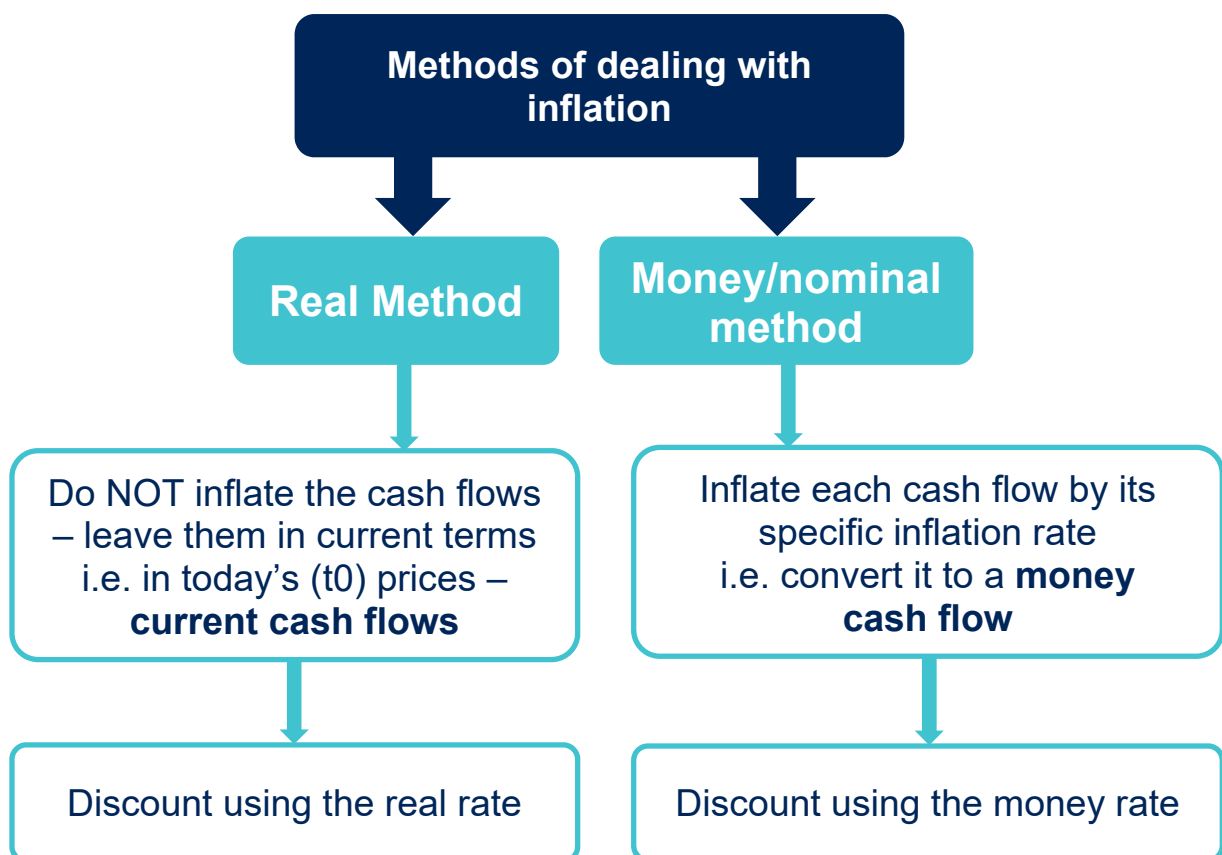 Methods of dealing with
inflation
Real Method
Money/nominal
method
Do NOT inflate the cash flows
– leave them in current terms
i.e. in today’s (t0) prices –
current cash flows
Inflate each cash flow by its
specific inflation rate
i.e. convert it to a money
cash flow
Discount using the real rate
Discount using the money rate